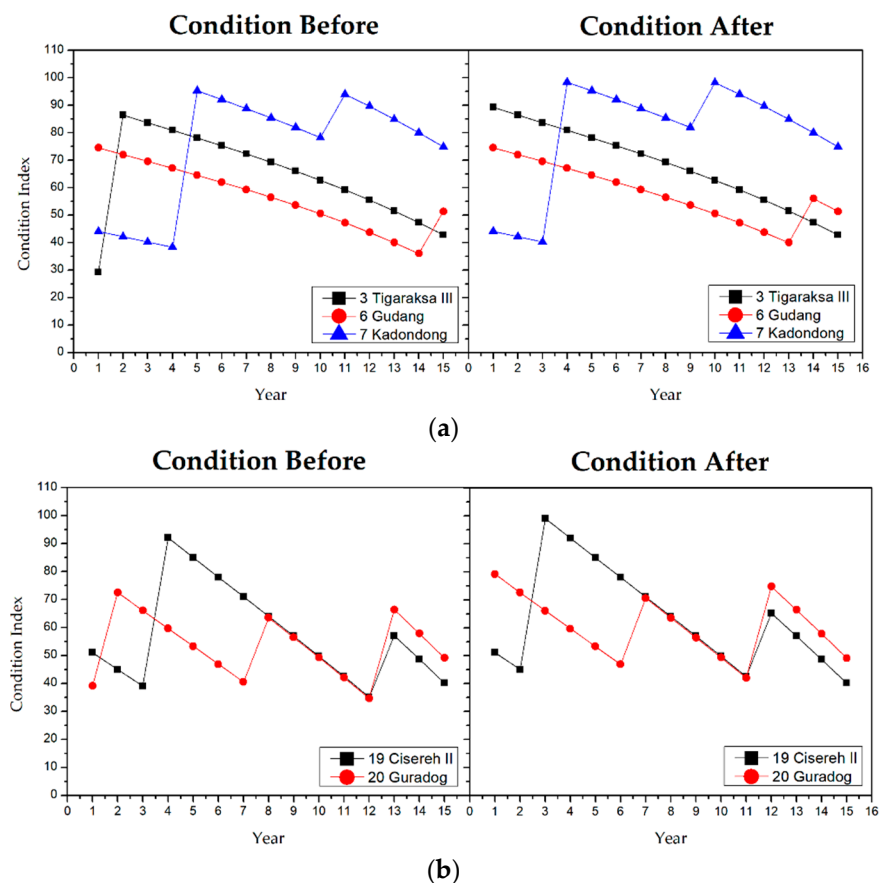 Condition Before
Condition After
110
100
90
80
70
60
50
40
30
20
10
0
Condition Index
3 Tigaraksa III
6 Gudang
7 Kadondong
3 Tigaraksa III
6 Gudang
7 Kadondong
0 1 2 3 4 5 6 7 8 9 10 11 12 13 14 15
0 1 2 3 4 5 6 7 8 9 10 11 12 13 14 15 16
Year
Year
(a)
Condition Before
Condition After
110
100
90
80
70
60
50
40
30
20
10
0
Condition Index
19 Cisereh II
20 Guradog
19 Cisereh II
20 Guradog
0 1 2 3 4 5 6 7 8 9 10 11 12 13 14 15
0 1 2 3 4 5 6 7 8 9 10 11 12 13 14 15 16
Year
Year
(b)